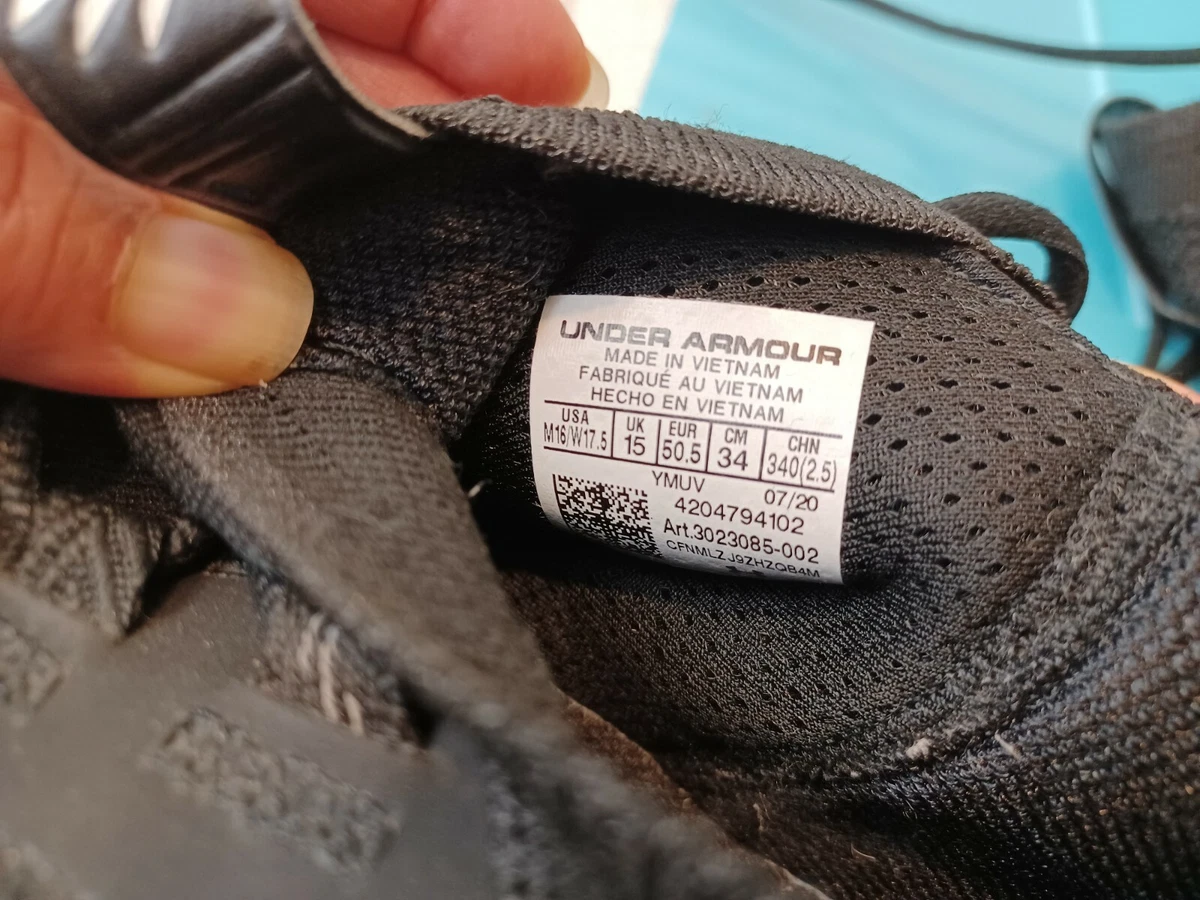 UNDER ARMOUR
MADE IN VIETNAM
FABRIQUÉ AU VIETNAM
HECHO EN VIETNAM
USA UK EUR CM CHN
M16/W17.5 15 50.5 34 340(2.5)
YMUV 07/20
4204794102
Art.3023085-002
CFNMLZJ9ZHZQB4M